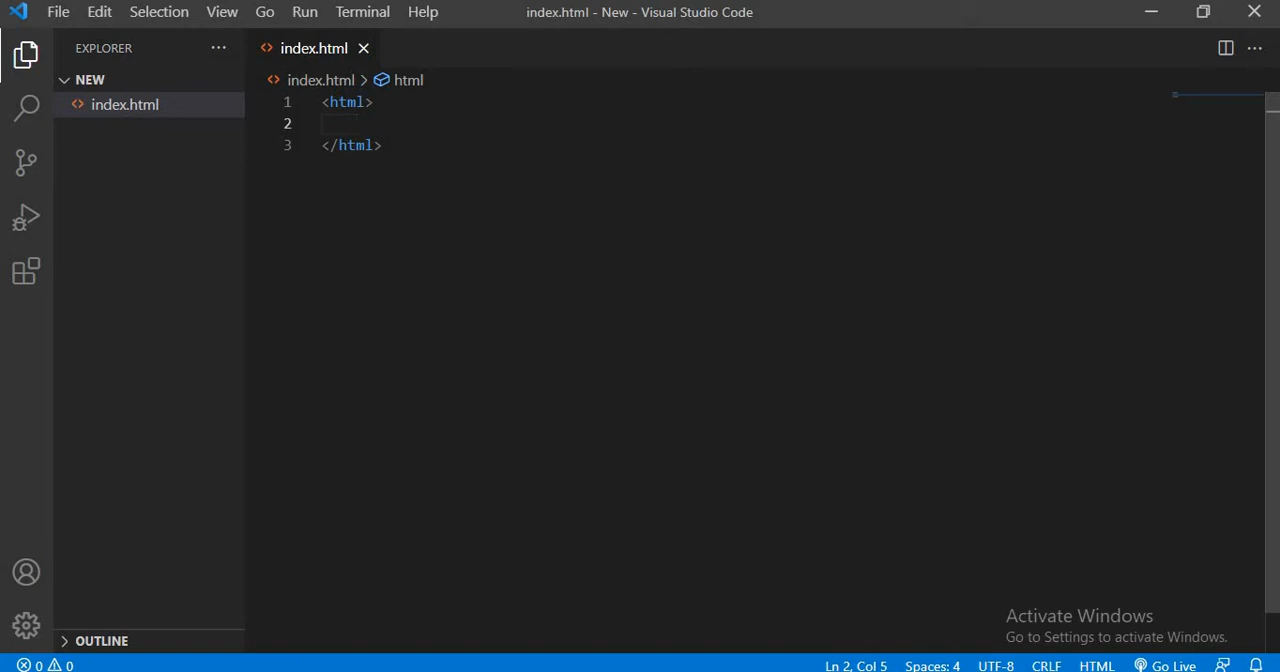 File Edit Selection View Go Run Terminal Help index.html - New - Visual Studio Code
EXPLORER ··· index.html
NEW index.html > html
index.html
1 <html>
2
3 </html>
Activate Windows
Go to Settings to activate Windows.
OUTLINE
0 0 Ln 2, Col 5 Spaces: 4 UTF-8 CRLF HTML Go Live